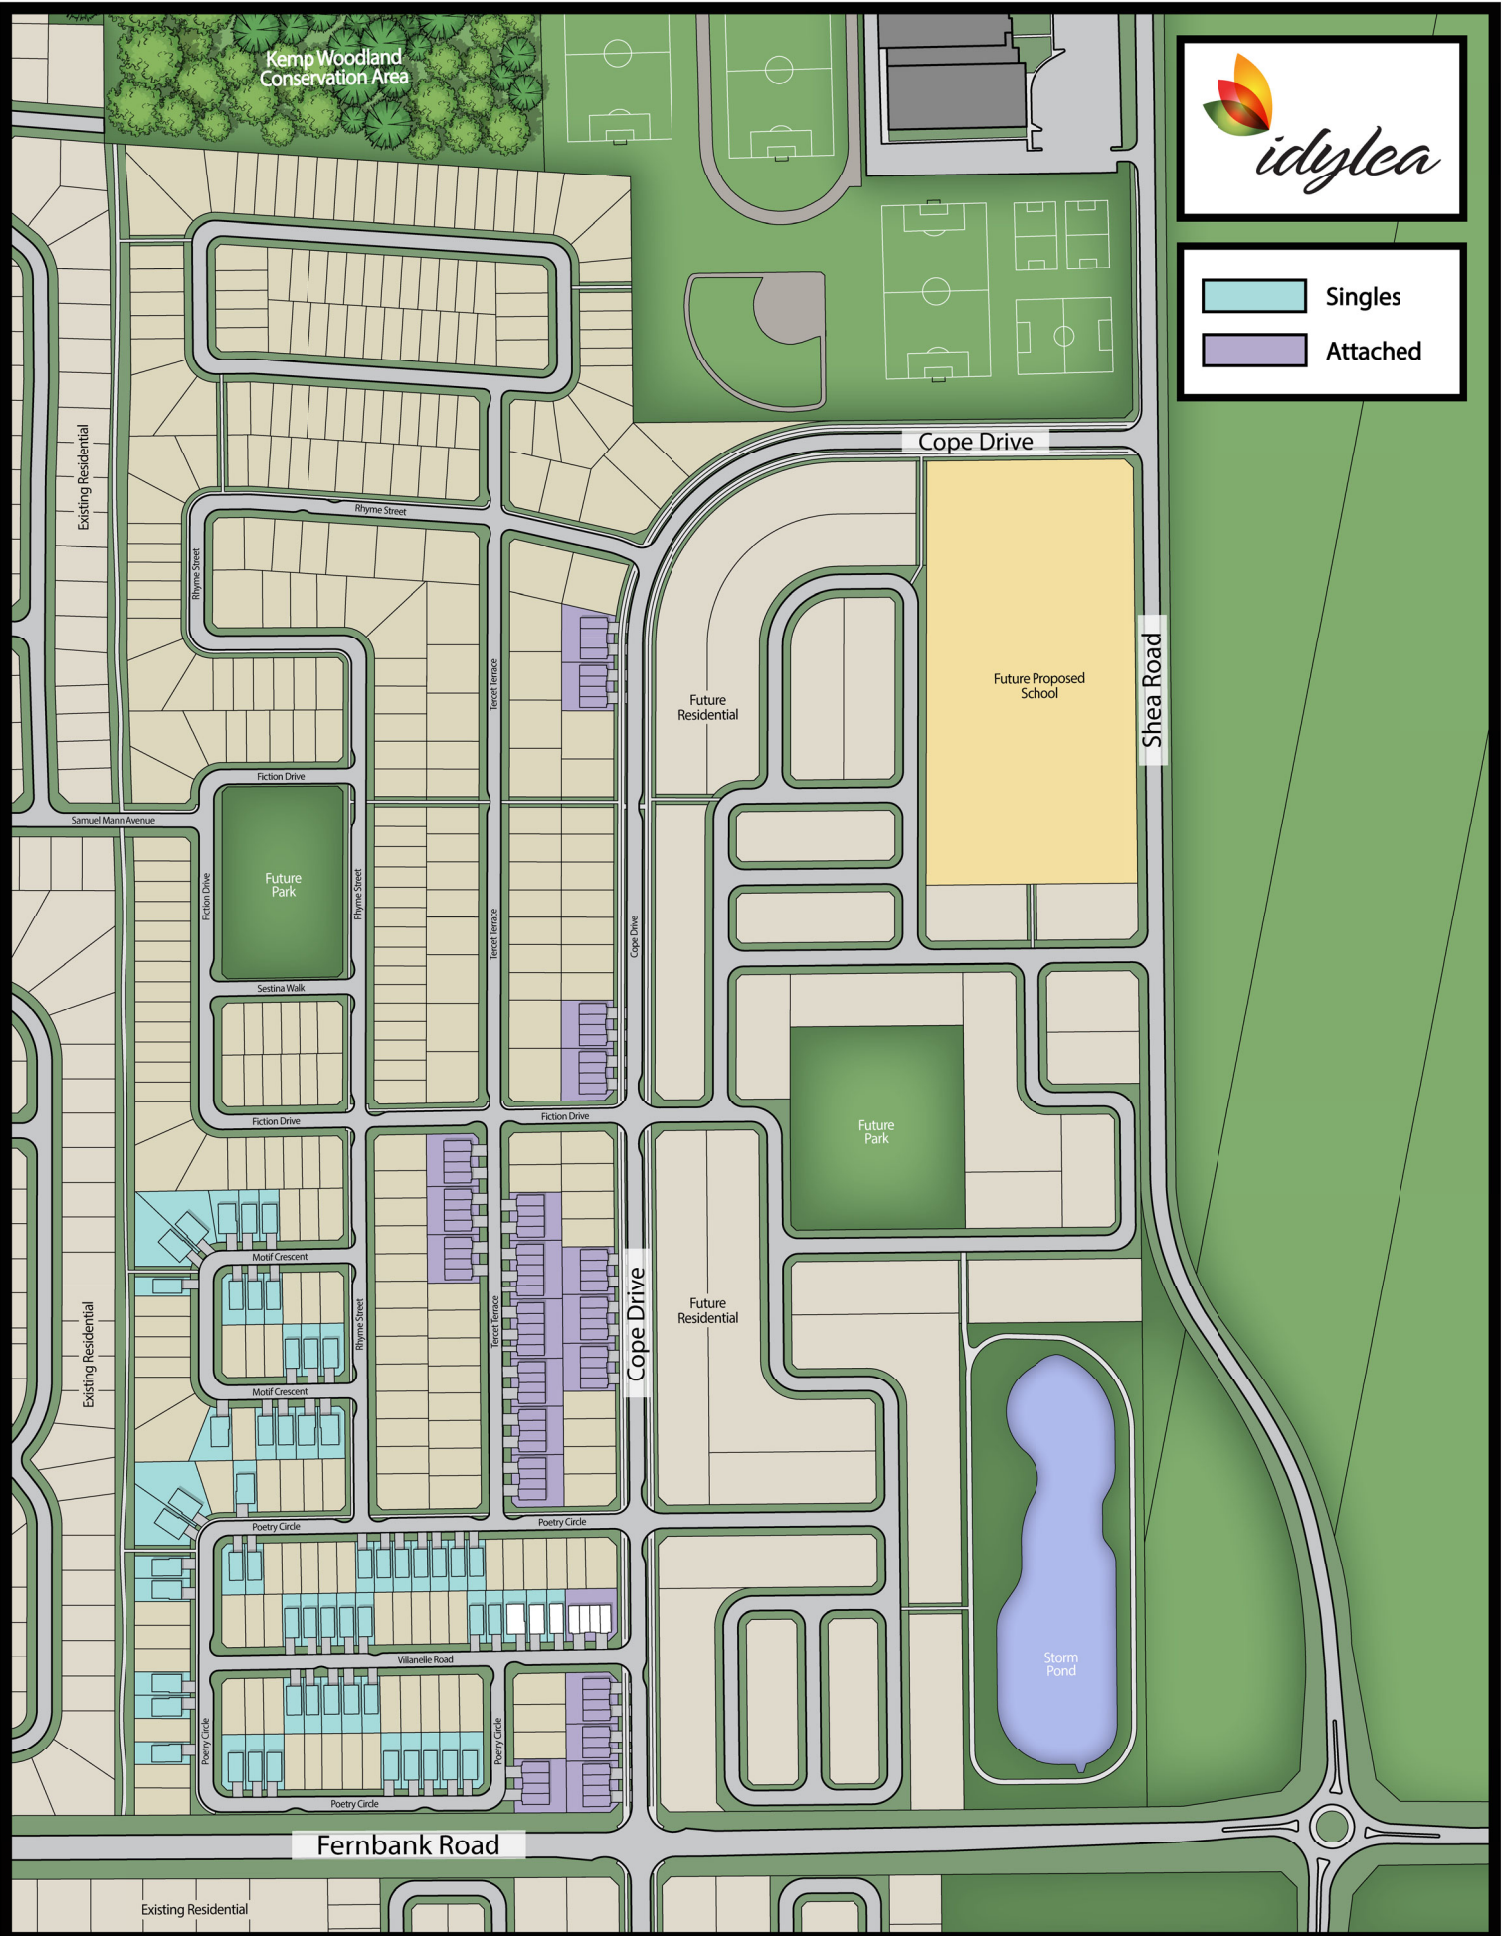 Kemp Woodland
Conservation Area
idylea
Singles
Attached
Cope Drive
Existing Residential
Rhyme Street
Rhyme Street
Tercet Terrace
Future
Residential
Future Proposed
School
Shea Road
Fiction Drive
Samuel Mann Avenue
Future
Park
Fiction Drive
Rhyme Street
Tercet Terrace
Cope Drive
Sestina Walk
Fiction Drive
Fiction Drive
Future
Park
Motif Crescent
Existing Residential
Rhyme Street
Tercet Terrace
Cope Drive
Future
Residential
Motif Crescent
Poetry Circle
Poetry Circle
Villanelle Road
Storm
Pond
Poetry Circle
Poetry Circle
Poetry Circle
Fernbank Road
Existing Residential